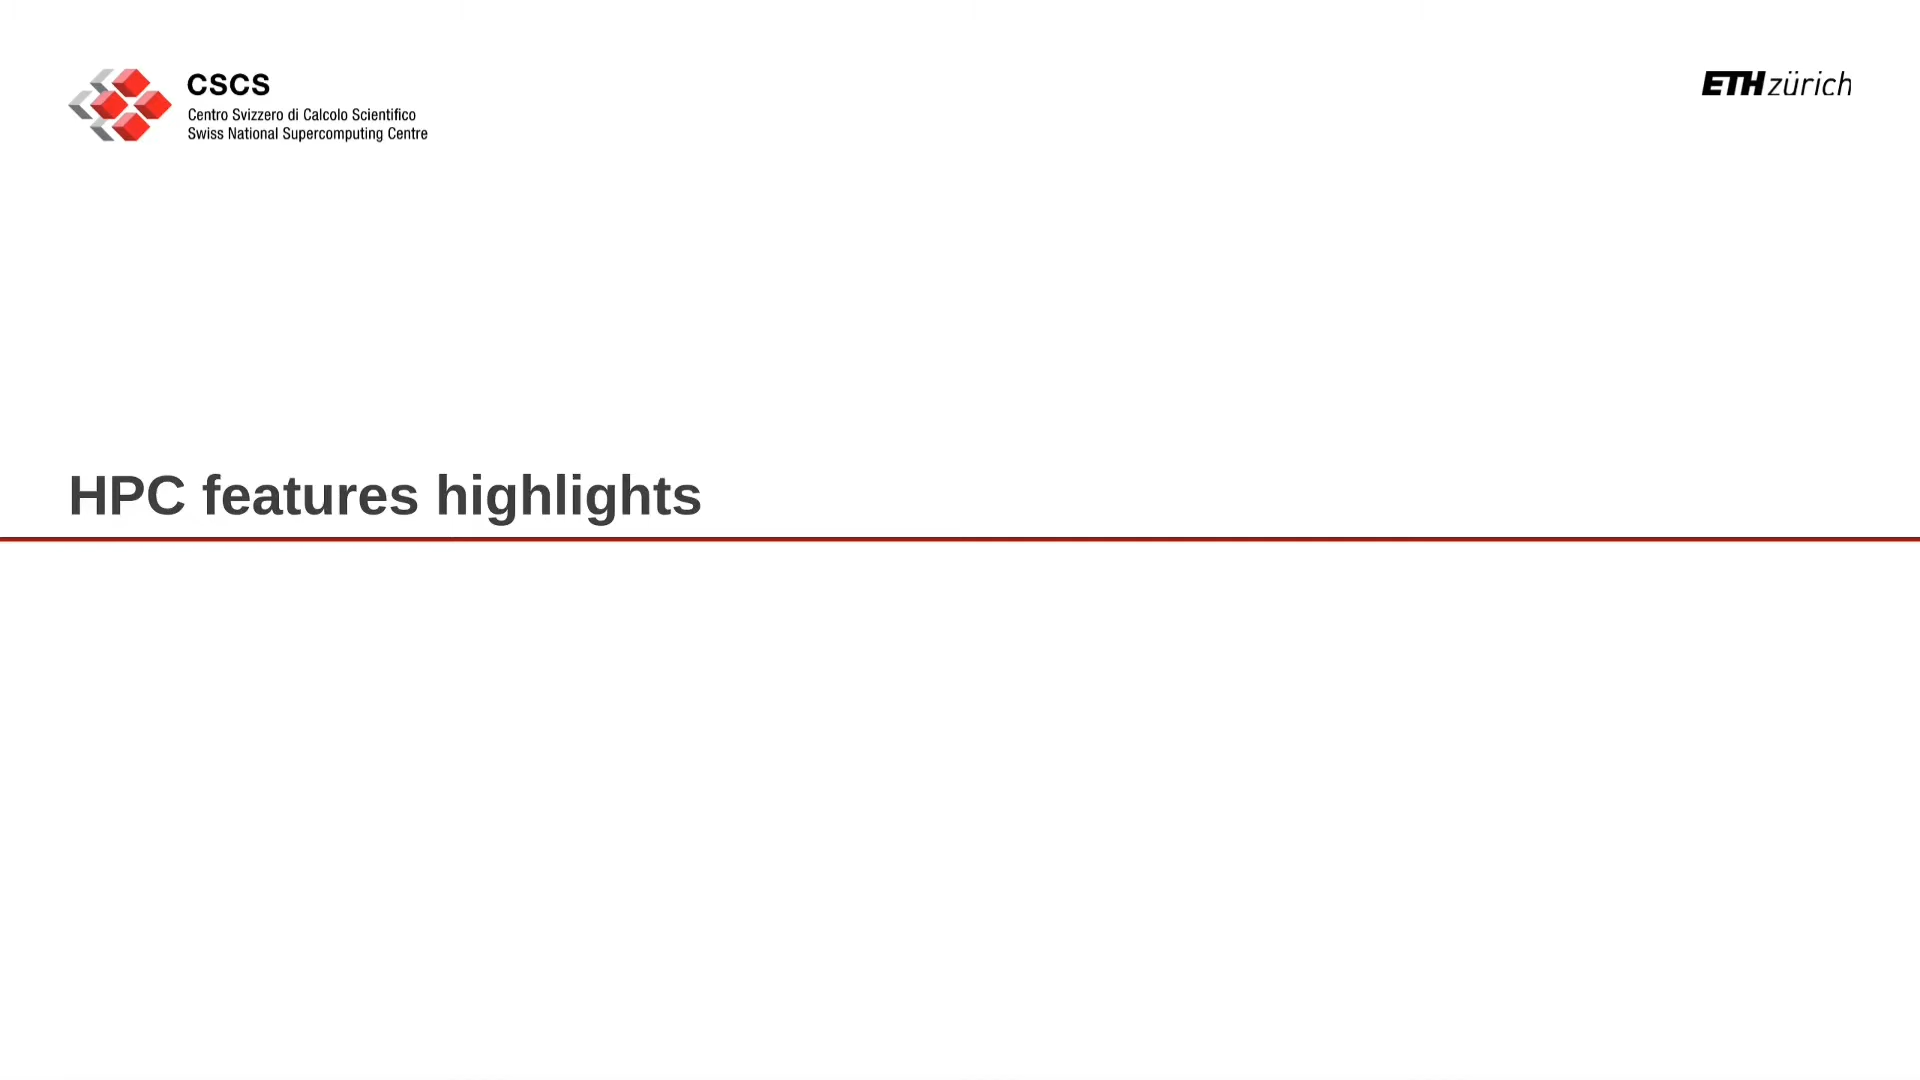 CSCS
Centro Svizzero di Calcolo Scientifico
Swiss National Supercomputing Centre
ETH zürich
HPC features highlights